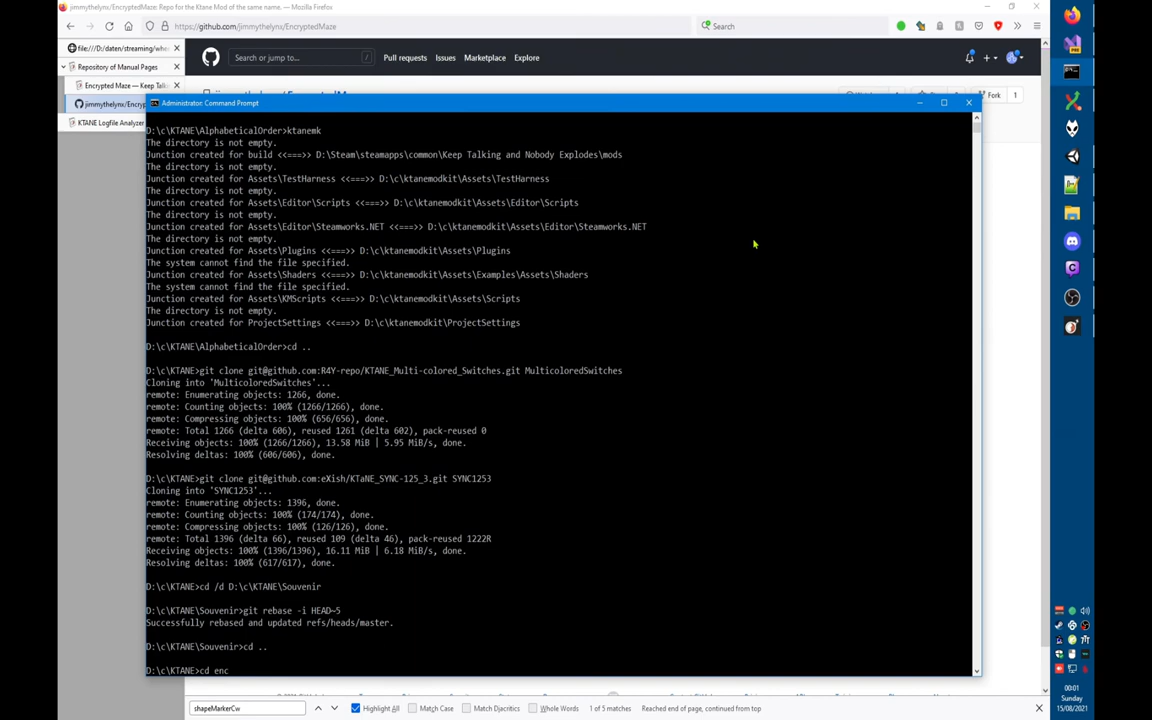 jimmythelynx/EncryptedMaze: Repo for the Ktane Mod of the same name. — Mozilla Firefox
https://github.com/jimmythelynx/EncryptedMaze
Search
file:///D:/daten/streaming/whe
Repository of Manual Pages
Encrypted Maze — Keep Talk
jimmythelynx/Encry
KTANE Logfile Analyzer
Search or jump to...
Pull requests
Issues
Marketplace
Explore
Fork
1
Administrator: Command Prompt
D:\c\KTANE\AlphabeticalOrder>ktanemk
The directory is not empty.
Junction created for build <<===>> D:\Steam\steamapps\common\Keep Talking and Nobody Explodes\mods
The directory is not empty.
Junction created for Assets\TestHarness <<===>> D:\c\ktanemodkit\Assets\TestHarness
The directory is not empty.
Junction created for Assets\Editor\Scripts <<===>> D:\c\ktanemodkit\Assets\Editor\Scripts
The directory is not empty.
Junction created for Assets\Editor\Steamworks.NET <<===>> D:\c\ktanemodkit\Assets\Editor\Steamworks.NET
The directory is not empty.
Junction created for Assets\Plugins <<===>> D:\c\ktanemodkit\Assets\Plugins
The system cannot find the file specified.
Junction created for Assets\Shaders <<===>> D:\c\ktanemodkit\Assets\Examples\Assets\Shaders
The system cannot find the file specified.
Junction created for Assets\KMScripts <<===>> D:\c\ktanemodkit\Assets\Scripts
The directory is not empty.
Junction created for ProjectSettings <<===>> D:\c\ktanemodkit\ProjectSettings
D:\c\KTANE\AlphabeticalOrder>cd ..
D:\c\KTANE>git clone git@github.com:R4Y-repo/KTANE_Multi-colored_Switches.git MulticoloredSwitches
Cloning into 'MulticoloredSwitches'...
remote: Enumerating objects: 1266, done.
remote: Counting objects: 100% (1266/1266), done.
remote: Compressing objects: 100% (656/656), done.
remote: Total 1266 (delta 606), reused 1261 (delta 602), pack-reused 0
Receiving objects: 100% (1266/1266), 13.58 MiB | 5.95 MiB/s, done.
Resolving deltas: 100% (606/606), done.
D:\c\KTANE>git clone git@github.com:eXish/KTaNE_SYNC-125_3.git SYNC1253
Cloning into 'SYNC1253'...
remote: Enumerating objects: 1396, done.
remote: Counting objects: 100% (174/174), done.
remote: Compressing objects: 100% (126/126), done.
remote: Total 1396 (delta 66), reused 109 (delta 46), pack-reused 1222R
Receiving objects: 100% (1396/1396), 16.11 MiB | 6.18 MiB/s, done.
Resolving deltas: 100% (617/617), done.
D:\c\KTANE>cd /d D:\c\KTANE\Souvenir
D:\c\KTANE\Souvenir>git rebase -i HEAD~5
Successfully rebased and updated refs/heads/master.
D:\c\KTANE\Souvenir>cd ..
D:\c\KTANE>cd enc
shapeMarkerCw
Highlight All
Match Case
Match Diacritics
Whole Words
1 of 5 matches
Reached end of page, continued from top
00:01
Sunday
15/08/2021